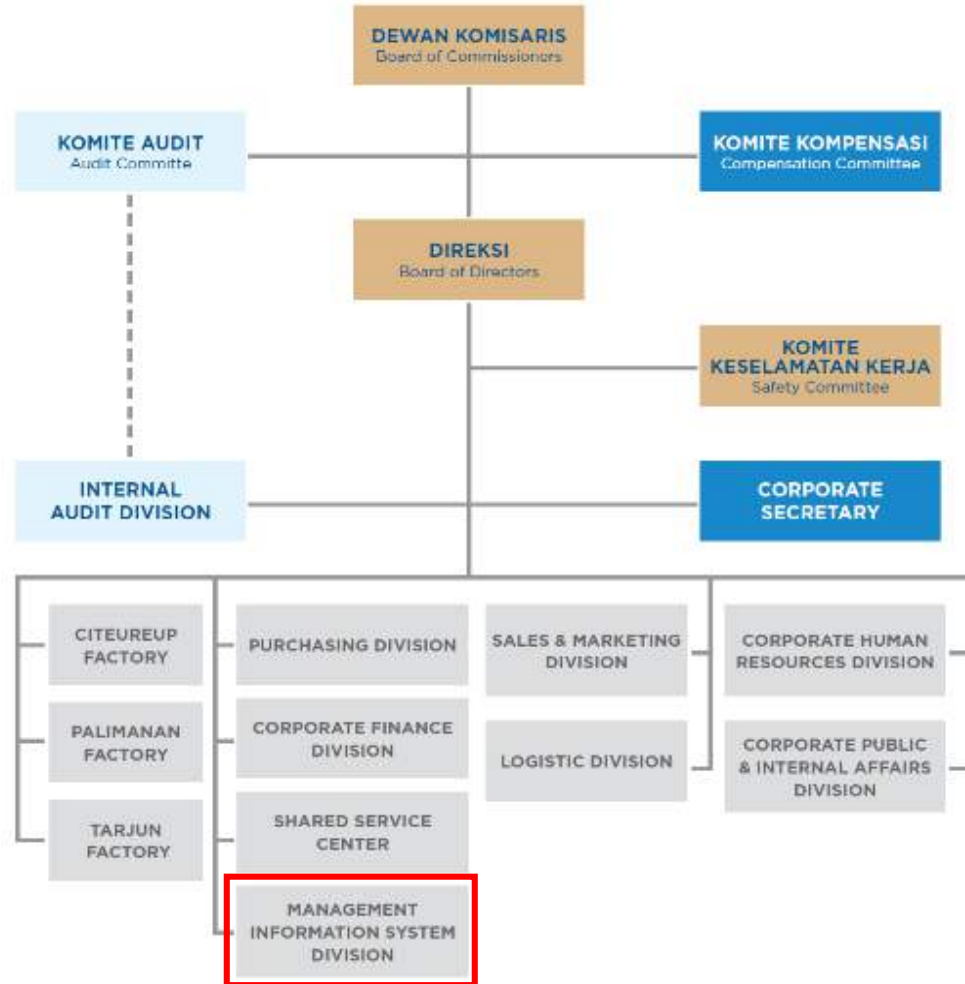 DEWAN KOMISARIS
Board of Commissioners
KOMITE AUDIT
Audit Committe
KOMITE KOMPENSASI
Compensation Committee
DIREKSI
Board of Directors
KOMITE
KESELAMATAN KERJA
Safety Committee
INTERNAL
AUDIT DIVISION
CORPORATE
SECRETARY
CITEUREUP
FACTORY
PALIMANAN
FACTORY
TARJUN
FACTORY
PURCHASING DIVISION
CORPORATE FINANCE
DIVISION
SHARED SERVICE
CENTER
MANAGEMENT
INFORMATION SYSTEM
DIVISION
SALES & MARKETING
DIVISION
LOGISTIC DIVISION
CORPORATE HUMAN
RESOURCES DIVISION
CORPORATE PUBLIC
& INTERNAL AFFAIRS
DIVISION